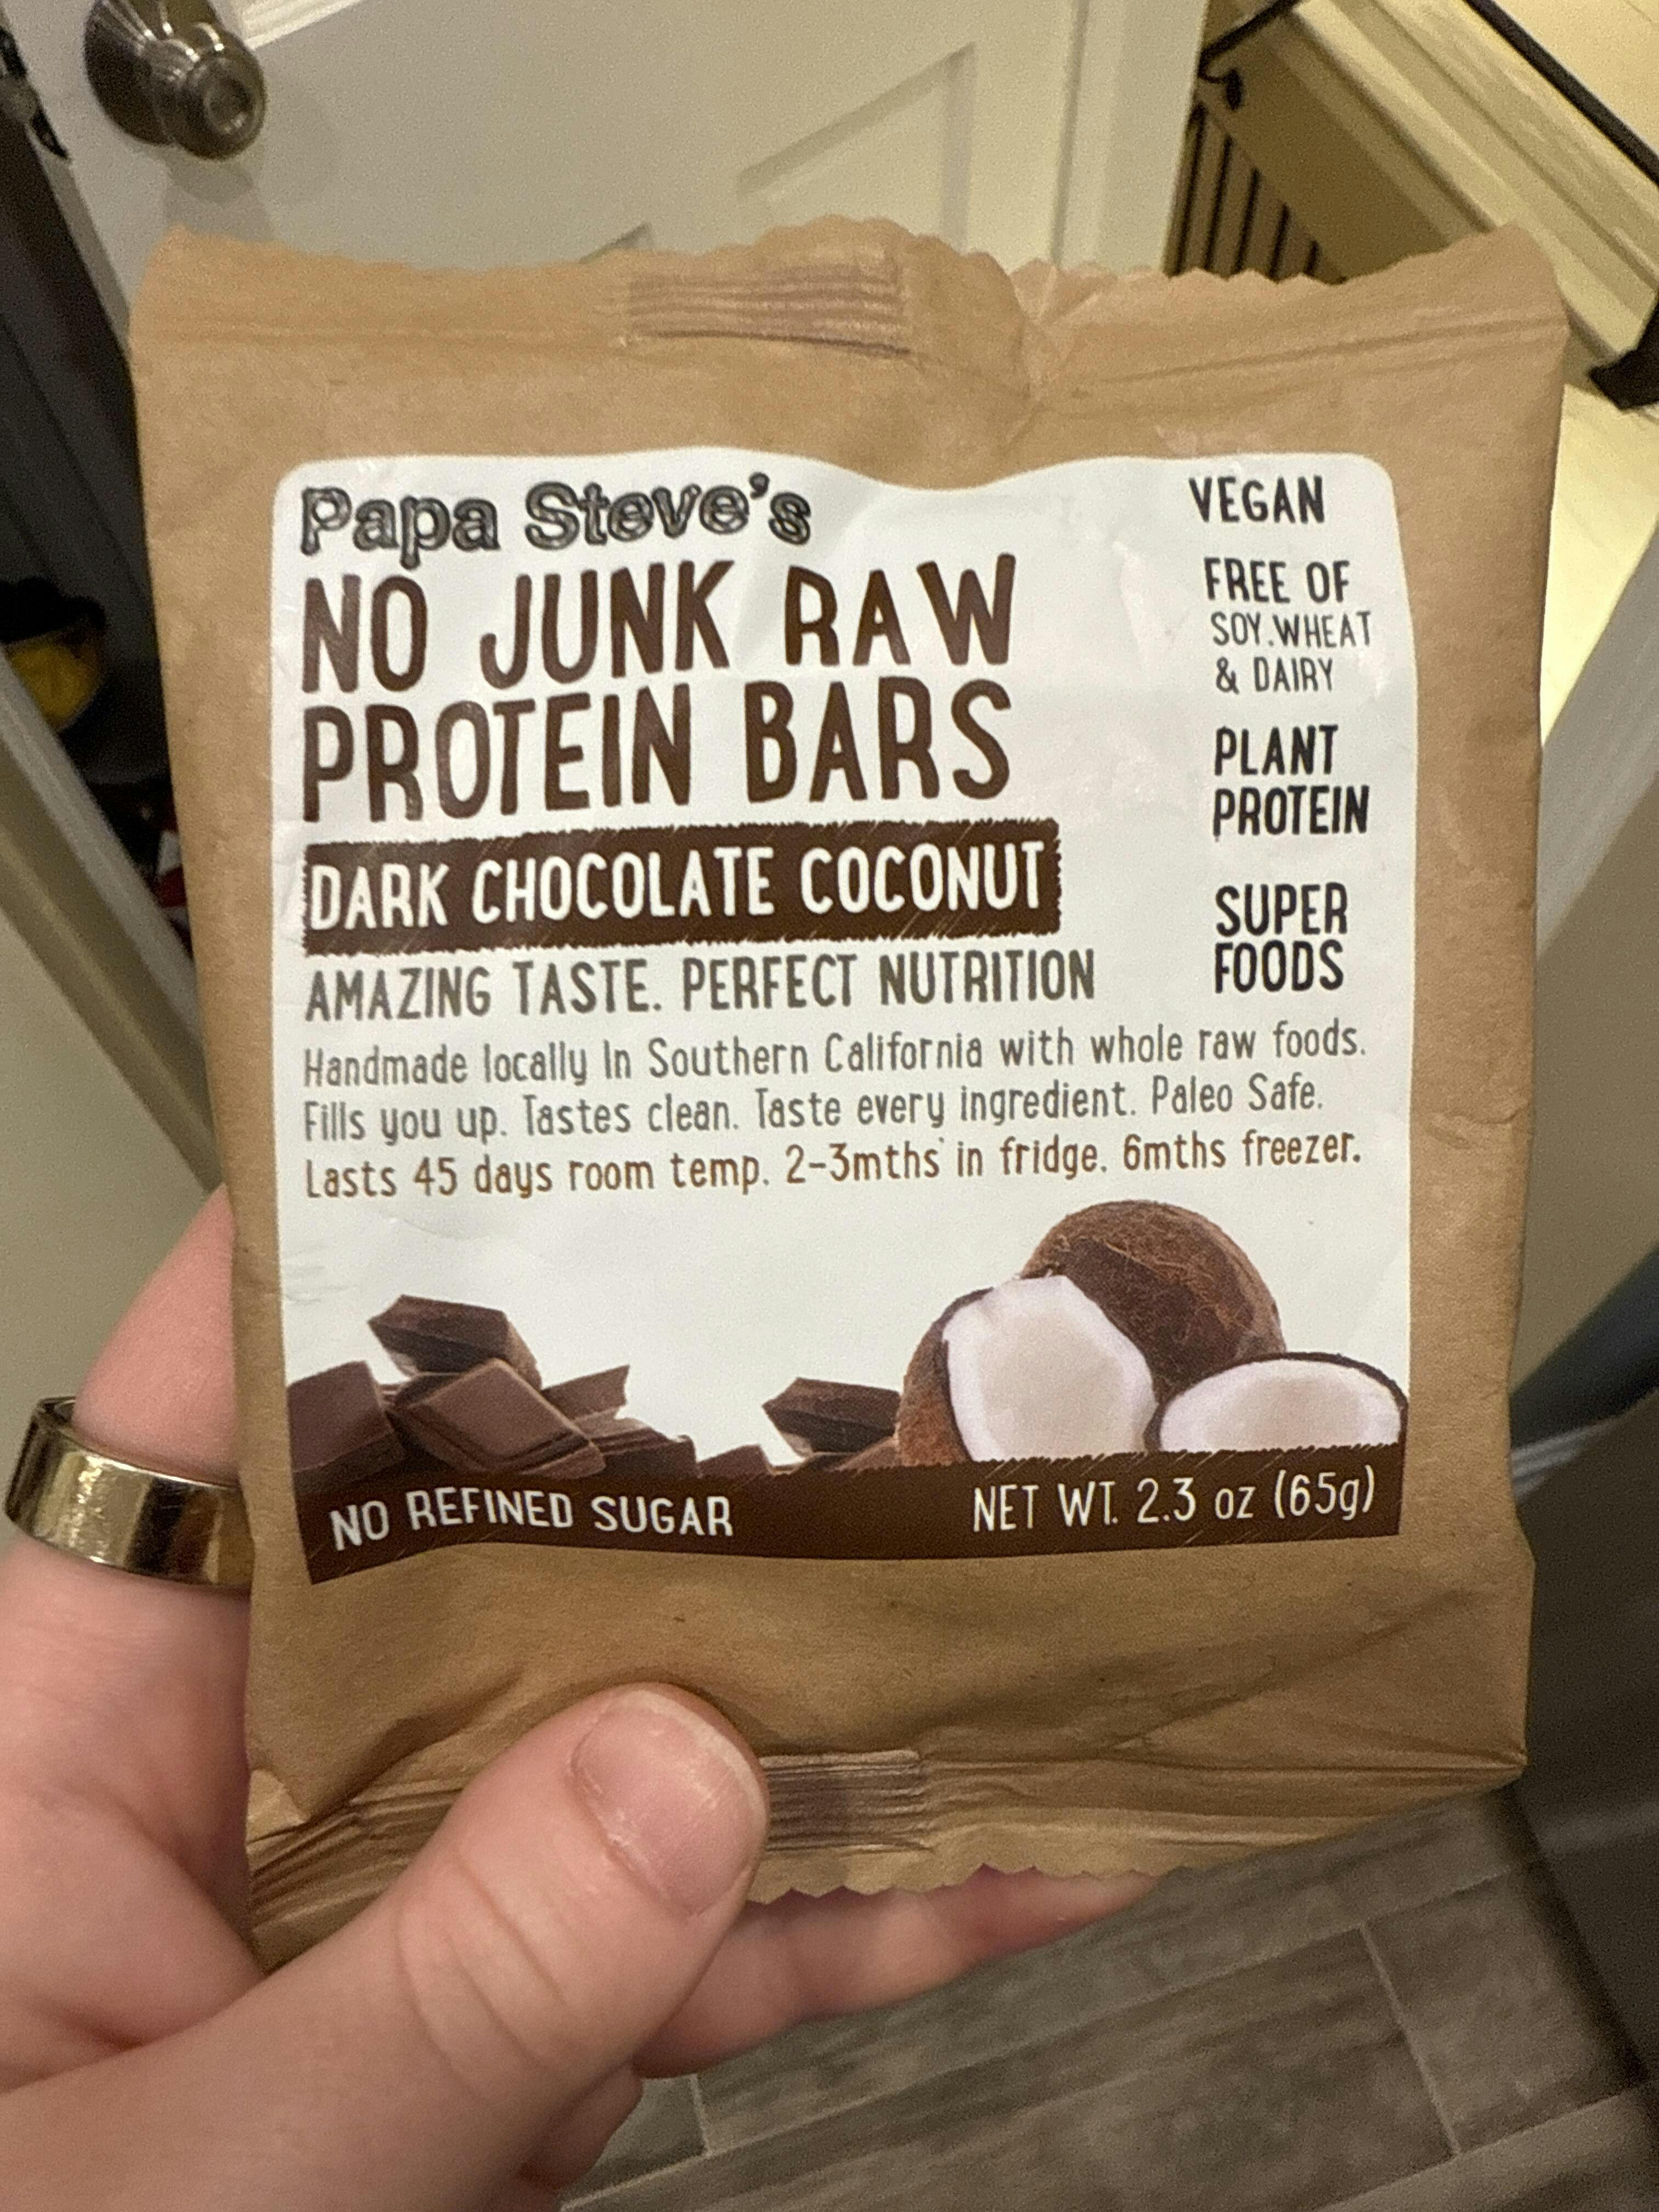 Papa Steve's
NO JUNK RAW
PROTEIN BARS
DARK CHOCOLATE COCONUT
AMAZING TASTE. PERFECT NUTRITION
Handmade locally In Southern California with whole raw foods.
Fills you up. Tastes clean. Taste every ingredient. Paleo Safe.
Lasts 45 days room temp. 2-3mths in fridge. 6mths freezer.
VEGAN
FREE OF
SOY.WHEAT
& DAIRY
PLANT
PROTEIN
SUPER
FOODS
NO REFINED SUGAR
NET WT. 2.3 oz (65g)